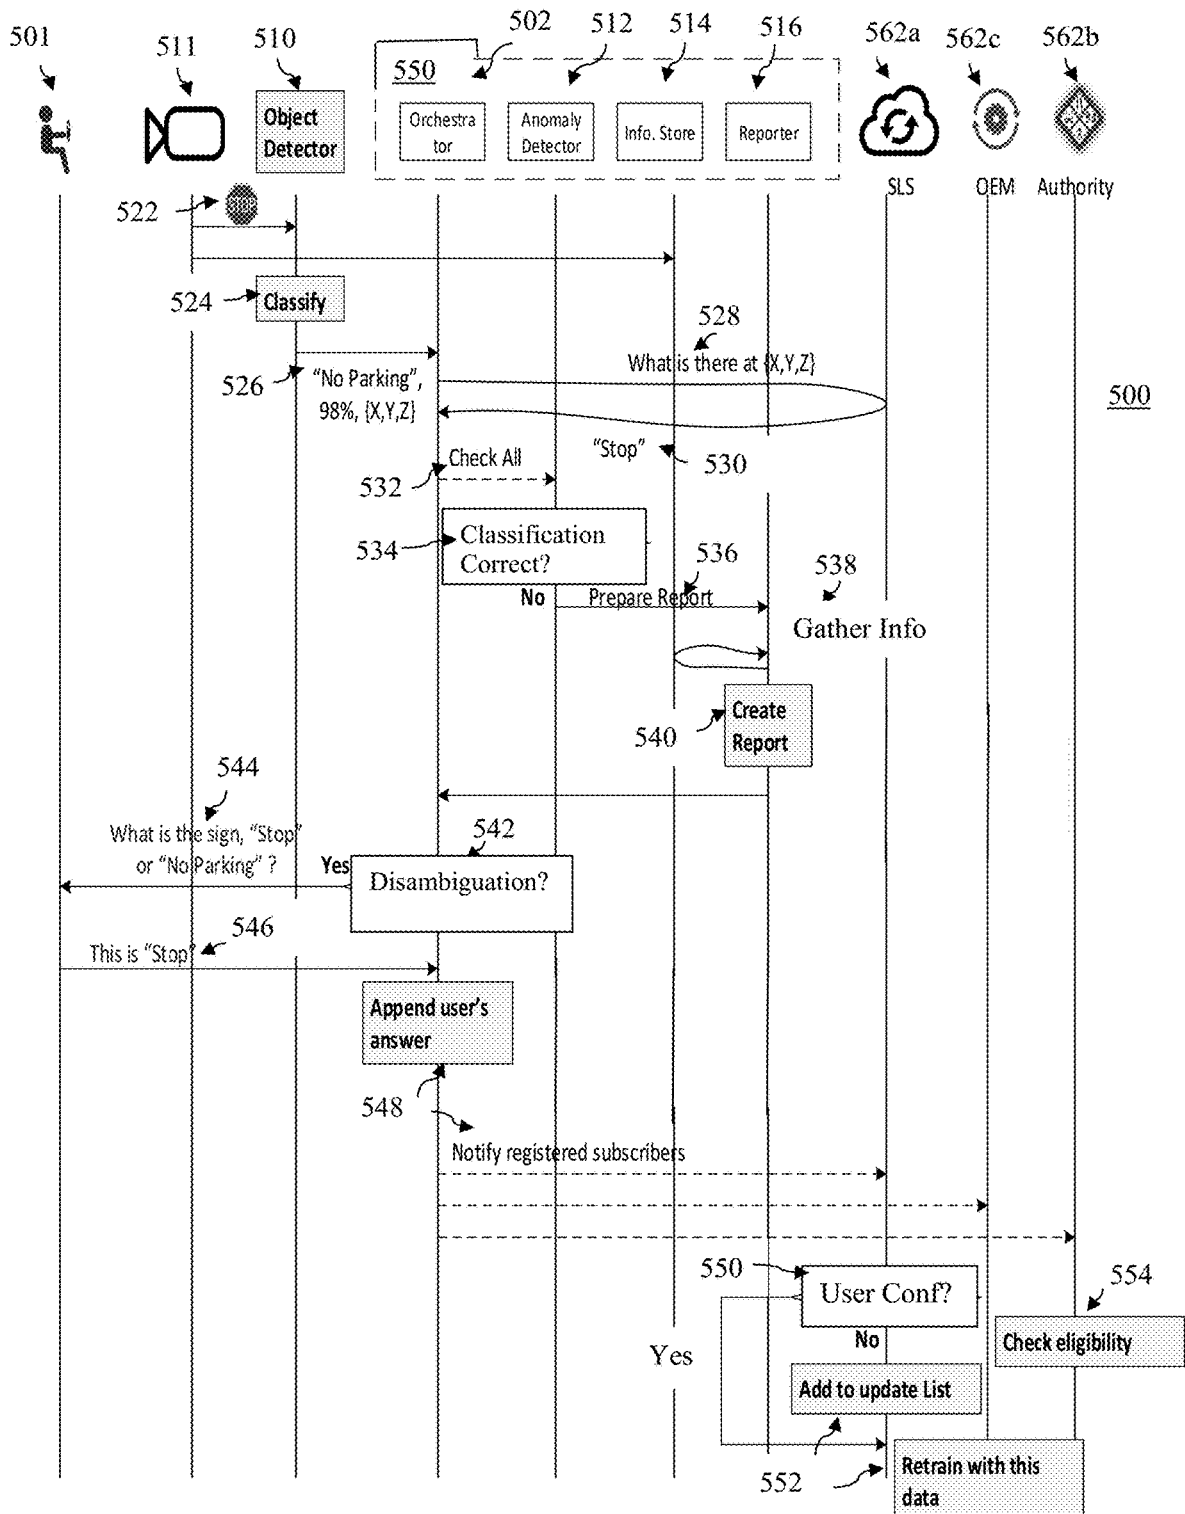 501
511
510
502
512
514
516
562a
562c
562b
550
Object
Detector
Orchestra
tor
Anomaly
Detector
Info. Store
Reporter
SLS
OEM
Authority
522
524
Classify
528
What is there at {X,Y,Z}
526
"No Parking",
98%, {X,Y,Z}
500
"Stop"
530
Check All
532
534
Classification
Correct?
536
538
No
Prepare Report
Gather Info
540
Create
Report
544
What is the sign, "Stop"
or "No Parking" ?
Yes
542
Disambiguation?
546
This is "Stop"
Append user's
answer
548
Notify registered subscribers
550
User Conf?
554
No
Check eligibility
Yes
Add to update List
552
Retrain with this
data